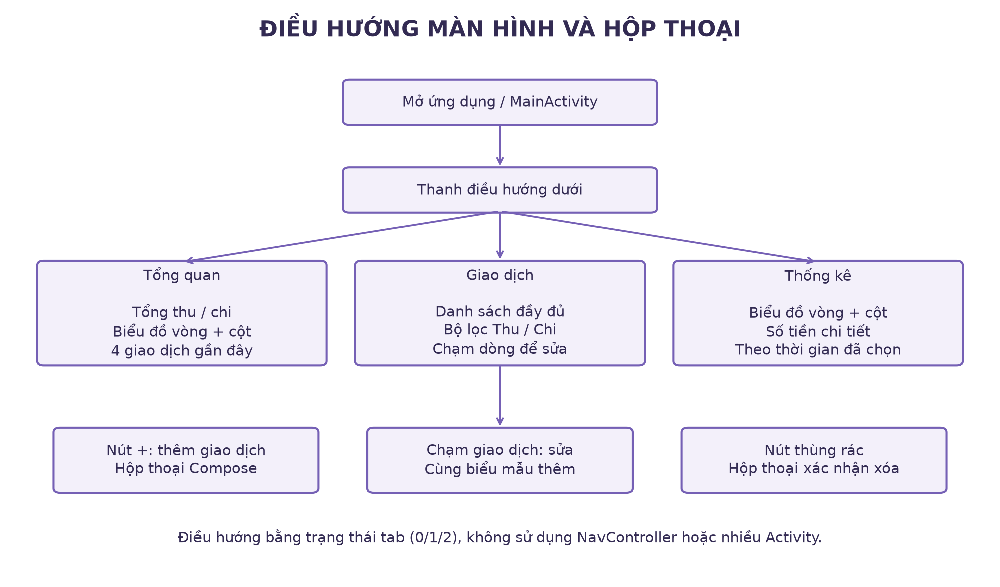 ĐIỀU HƯỚNG MÀN HÌNH VÀ HỘP THOẠI
Mở ứng dụng / MainActivity
Thanh điều hướng dưới
Tổng quan
Tổng thu / chi
Biểu đồ vòng + cột
4 giao dịch gần đây
Giao dịch
Danh sách đầy đủ
Bộ lọc Thu / Chi
Chạm dòng để sửa
Thống kê
Biểu đồ vòng + cột
Số tiền chi tiết
Theo thời gian đã chọn
Nút +: thêm giao dịch
Hộp thoại Compose
Chạm giao dịch: sửa
Cùng biểu mẫu thêm
Nút thùng rác
Hộp thoại xác nhận xóa
Điều hướng bằng trạng thái tab (0/1/2), không sử dụng NavController hoặc nhiều Activity.